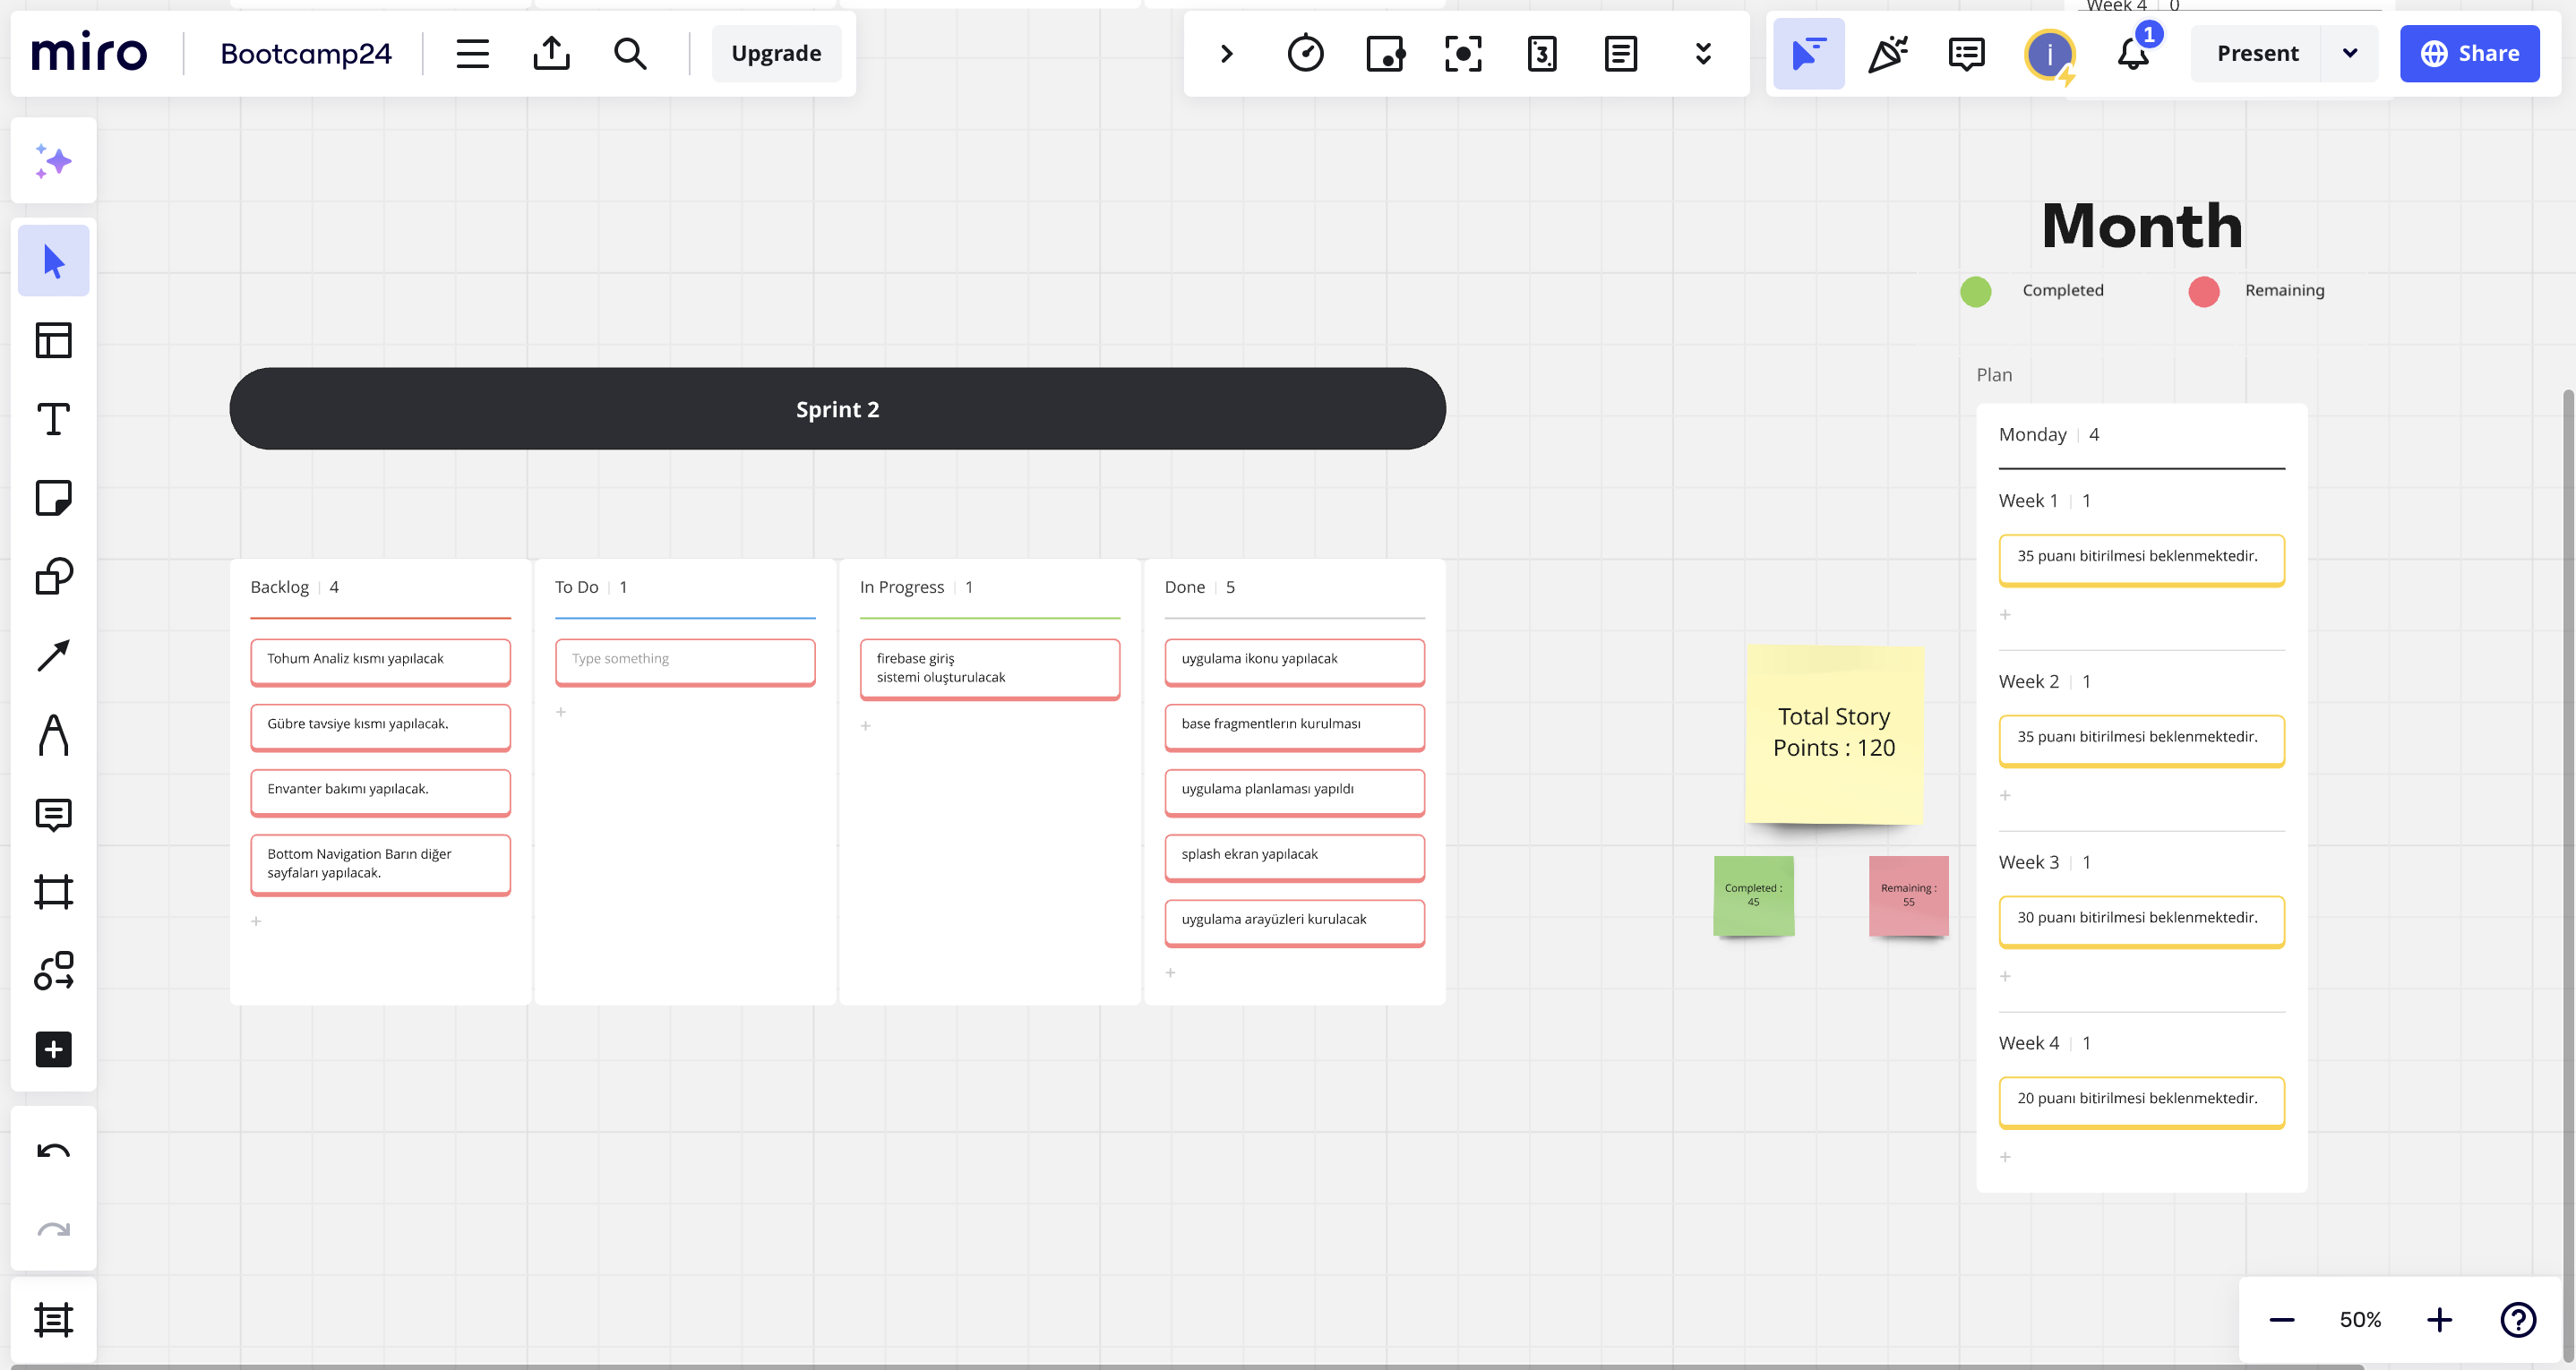 Week 4 | 0
miro
Bootcamp24
Upgrade
3
i
1
Present
Share
Month
Completed
Remaining
Sprint 2
Plan
Monday | 4
Week 1 | 1
35 puanı bitirilmesi beklenmektedir.
+
Week 2 | 1
35 puanı bitirilmesi beklenmektedir.
+
Week 3 | 1
30 puanı bitirilmesi beklenmektedir.
+
Week 4 | 1
20 puanı bitirilmesi beklenmektedir.
+
Backlog | 4
Tohum Analiz kısmı yapılacak
Gübre tavsiye kısmı yapılacak.
Envanter bakımı yapılacak.
Bottom Navigation Barın diğer
sayfaları yapılacak.
+
To Do | 1
Type something
+
In Progress | 1
firebase giriş
sistemi oluşturulacak
+
Done | 5
uygulama ikonu yapılacak
base fragmentlerın kurulması
uygulama planlaması yapıldı
splash ekran yapılacak
uygulama arayüzleri kurulacak
+
Total Story
Points : 120
Completed :
45
Remaining :
55
50%